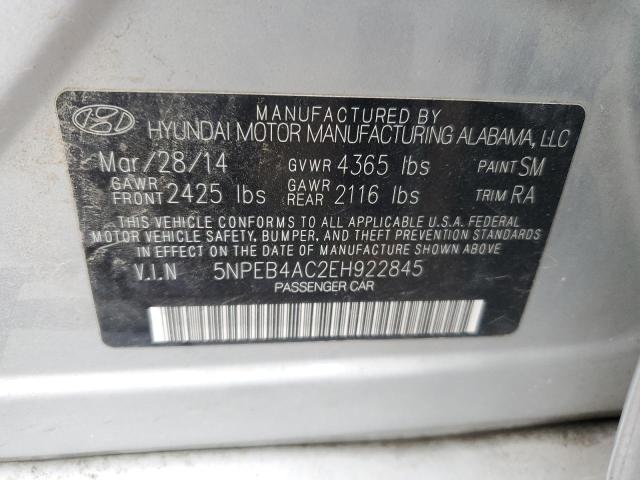 MANUFACTURED BY
HYUNDAI MOTOR MANUFACTURING ALABAMA, LLC
Mar/28/14 GVWR 4365 lbs PAINT SM
GAWR FRONT 2425 lbs GAWR REAR 2116 lbs TRIM RA
THIS VEHICLE CONFORMS TO ALL APPLICABLE U.S.A. FEDERAL
MOTOR VEHICLE SAFETY, BUMPER, AND THEFT PREVENTION STANDARDS
IN EFFECT ON THE DATE OF MANUFACTURE SHOWN ABOVE.
V.I.N 5NPEB4AC2EH922845
PASSENGER CAR